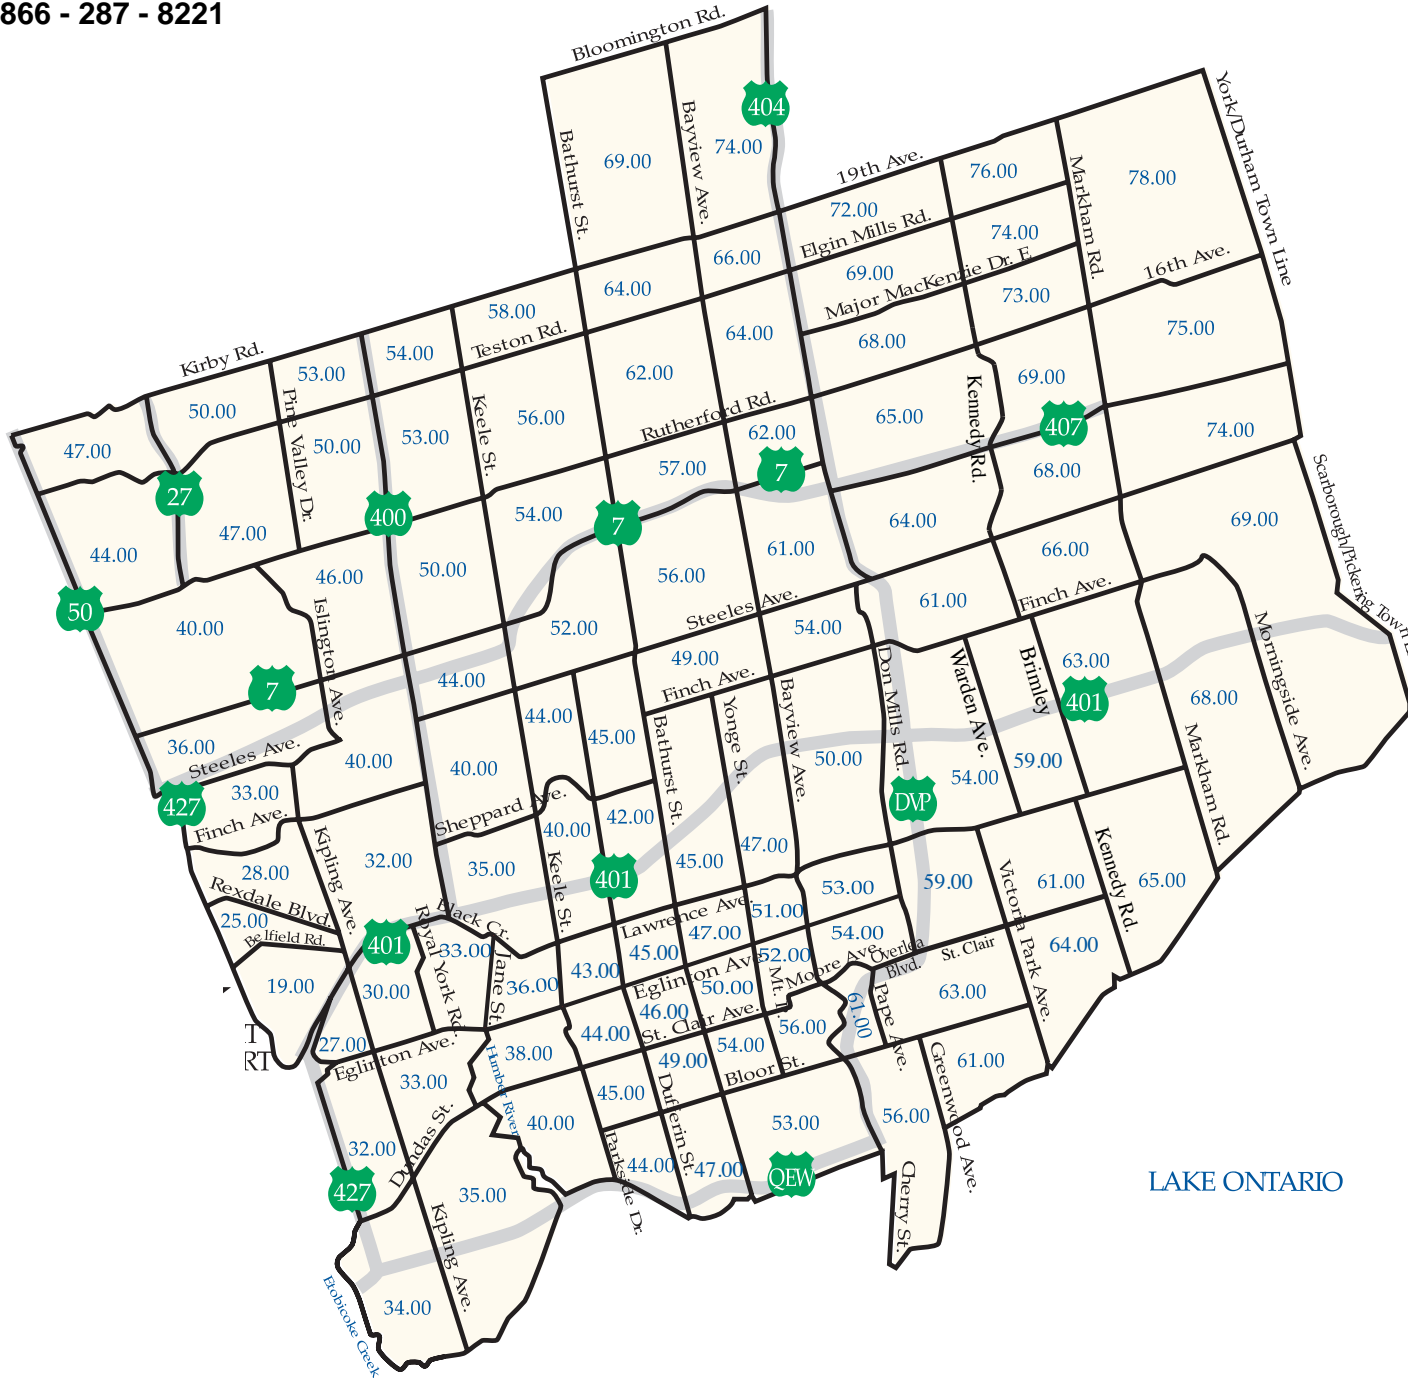 866 - 287 - 8221
Bloomington Rd.
404
Bathurst St.
Bayview Ave.
69.00
74.00
York/Durham Town Line
19th Ave.
76.00
Markham Rd.
78.00
72.00
Elgin Mills Rd.
74.00
66.00
69.00
Major MacKenzie Dr. E
16th Ave.
64.00
73.00
58.00
Teston Rd.
64.00
68.00
75.00
Kirby Rd.
54.00
53.00
62.00
69.00
50.00
Pine Valley Dr.
Keele St.
56.00
Rutherford Rd.
65.00
Kennedy Rd.
407
47.00
50.00
53.00
62.00
74.00
57.00
7
68.00
27
400
54.00
7
64.00
69.00
Scarborough/Pickering Town
47.00
61.00
44.00
66.00
46.00
50.00
56.00
Steeles Ave.
Finch Ave.
50
40.00
Islington Ave.
52.00
54.00
61.00
Morningside Ave.
49.00
Don Mills Rd.
Warden Ave.
Brimley
63.00
7
44.00
Finch Ave.
401
68.00
44.00
45.00
Bathurst St.
Yonge St.
Bayview Ave.
36.00
Steeles Ave.
40.00
40.00
50.00
54.00
59.00
Markham Rd.
427
33.00
Sheppard Ave.
DVP
Finch Ave.
Kipling Ave.
40.00
42.00
47.00
32.00
35.00
Keele St.
401
45.00
Victoria Park Ave.
Kennedy Rd.
28.00
53.00
59.00
61.00
65.00
Rexdale Blvd.
25.00
Belfield Rd.
401
Royal York Rd.
Black Cr.
Lawrence Ave.
51.00
47.00
54.00
33.00
45.00
52.00
Moore Ave.
Overlea
Blvd.
St. Clair
64.00
19.00
30.00
Jane St.
36.00
43.00
Eglinton Ave
50.00
61.00
Pape Ave.
63.00
46.00
St. Clair Ave.
56.00
T
RT
27.00
Eglinton Ave.
44.00
54.00
38.00
49.00
Bloor St.
Greenwood Ave.
61.00
33.00
Humber River
45.00
Dufferin St.
32.00
Dundas St.
40.00
Parkside Dr.
53.00
56.00
44.00
47.00
QEW
Cherry St.
LAKE ONTARIO
427
35.00
Kipling Ave.
Etobicoke Creek
34.00